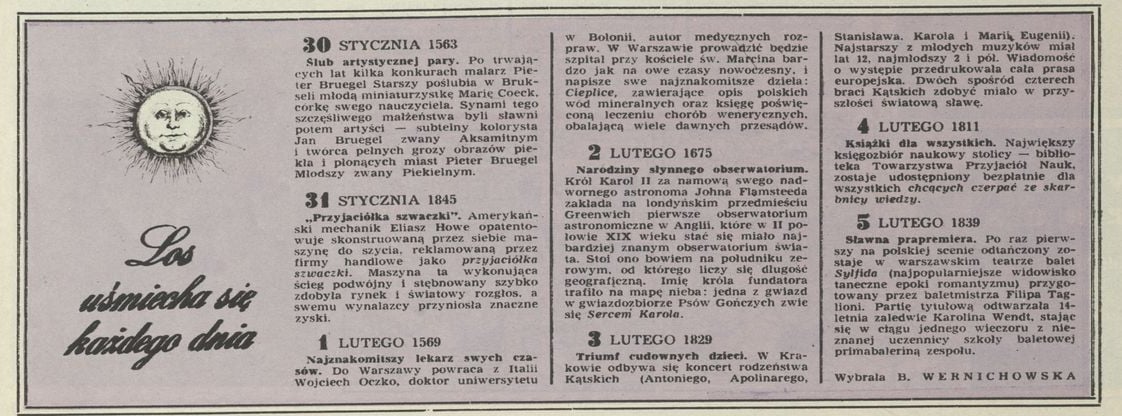 Los
uśmiecha się
każdego dnia
30 STYCZNIA 1563
Ślub artystycznej pary. Po trwają-
cych lat kilka konkurach malarz Pie-
ter Bruegel Starszy poślubia w Bruk-
seli młodą miniaturzystkę Marię Coeck,
córkę swego nauczyciela. Synami tego
szczęśliwego małżeństwa byli sławni
potem artyści — subtelny kolorysta
Jan Bruegel zwany Aksamitnym
i twórca pełnych grozy obrazów pie-
kła i płonących miast Pieter Bruegel
Młodszy zwany Piekielnym.
31 STYCZNIA 1845
„Przyjaciółka szwaczki”. Amerykań-
ski mechanik Eliasz Howe opatento-
wuje skonstruowaną przez siebie ma-
szynę do szycia, reklamowaną przez
firmy handlowe jako przyjaciółka
szwaczki. Maszyna ta wykonująca
ścieg podwójny i stębnowany szybko
zdobyła rynek i światowy rozgłos, a
swemu wynalazcy przyniosła znaczne
zyski.
1 LUTEGO 1569
Najznakomitszy lekarz swych cza-
sów. Do Warszawy powraca z Italii
Wojciech Oczko, doktor uniwersytetu
w Bolonii, autor medycznych roz-
praw. W Warszawie prowadzić będzie
szpital przy kościele św. Marcina bar-
dzo jak na owe czasy nowoczesny, i
napisze swe najznakomitsze dzieła:
Cieplice, zawierające opis polskich
wód mineralnych oraz księgę poświę-
coną leczeniu chorób wenerycznych,
obalającą wiele dawnych przesądów.
2 LUTEGO 1675
Narodziny słynnego obserwatorium.
Król Karol II za namową swego nad-
wornego astronoma Johna Flamsteeda
zakłada na londyńskim przedmieściu
Greenwich pierwsze obserwatorium
astronomiczne w Anglii, które w II po-
łowie XIX wieku stać się miało naj-
bardziej znanym obserwatorium świa-
ta. Stoi ono bowiem na południku ze-
rowym, od którego liczy się długość
geograficzną. Imię króla fundatora
trafiło na mapę nieba: jedna z gwiazd
w gwiazdozbiorze Psów Gończych zwie
się Sercem Karola.
3 LUTEGO 1829
Triumf cudownych dzieci. W Kra-
kowie odbywa się koncert rodzeństwa
Kątskich (Antoniego, Apolinarego,
Stanisława, Karola i Marii Eugenii).
Najstarszy z młodych muzyków miał
lat 12, najmłodszy 2 i pół. Wiadomość
o występie przedrukowała cała prasa
europejska. Dwóch spośród czterech
braci Kątskich zdobyć miało w przy-
szłości światową sławę.
4 LUTEGO 1811
Książki dla wszystkich. Największy
księgozbiór naukowy stolicy — biblio-
teka Towarzystwa Przyjaciół Nauk,
zostaje udostępniony bezpłatnie dla
wszystkich chcących czerpać ze skar-
bnicy wiedzy.
5 LUTEGO 1839
Sławna prapremiera. Po raz pierw-
szy na polskiej scenie odtańczony zo-
staje w warszawskim teatrze balet
Sylfida (najpopularniejsze widowisko
taneczne epoki romantyzmu) przygo-
towany przez baletmistrza Filipa Tag-
lioni. Partię tytułową odtwarzała 14-
letnia zaledwie Karolina Wendt, stając
się w ciągu jednego wieczoru z nie-
znanej uczennicy szkoły baletowej
primabaleriną zespołu.
Wybrała B. WERNICHOWSKA